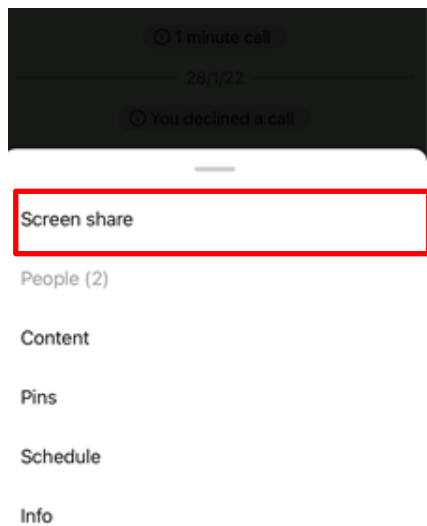 1 minute call
28/1/22
You declined a call
Screen share
People (2)
Content
Pins
Schedule
Info